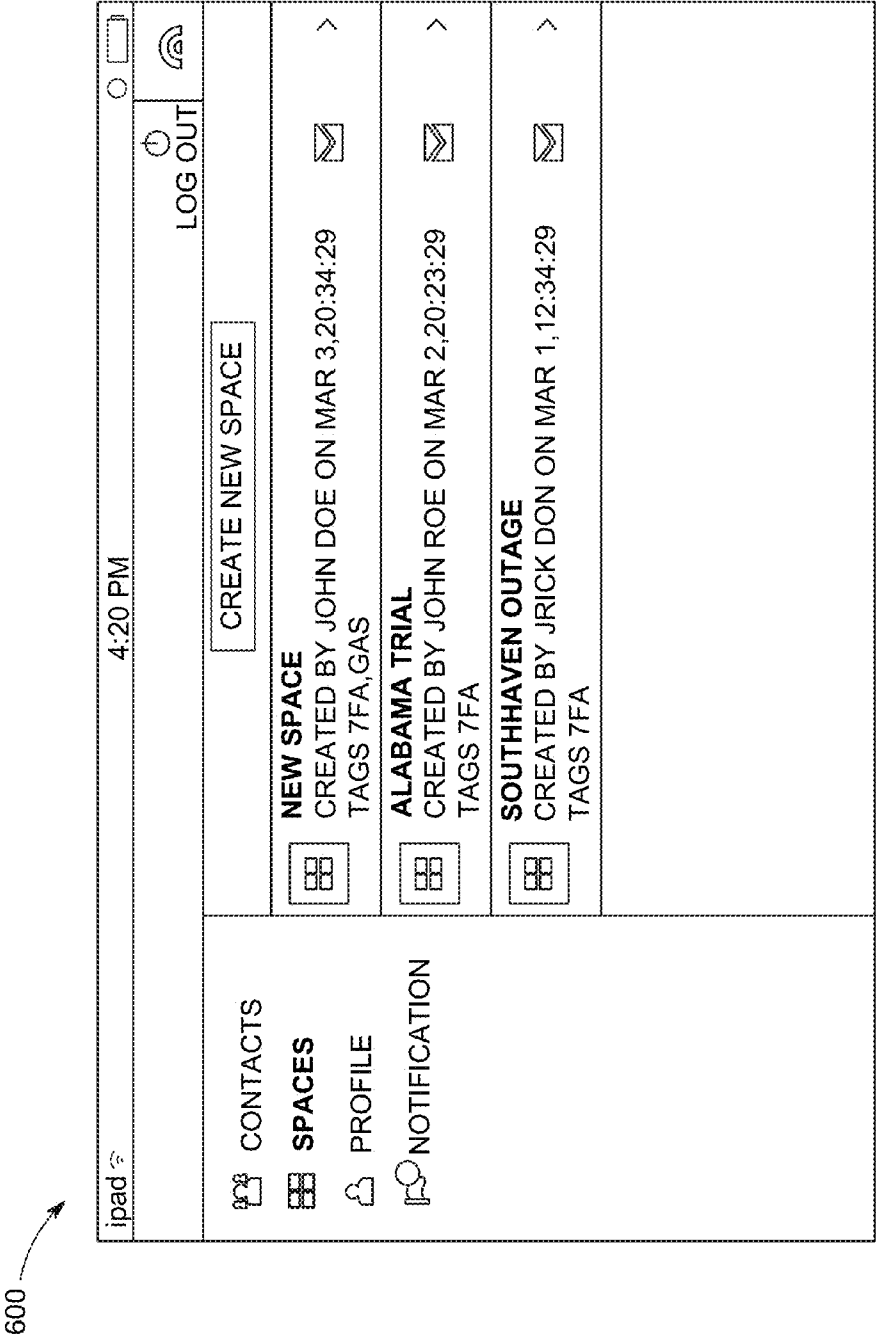 600
ipad
4:20 PM
LOG OUT
CONTACTS
SPACES
PROFILE
NOTIFICATION
CREATE NEW SPACE
NEW SPACE
CREATED BY JOHN DOE ON MAR 3,20:34:29
TAGS 7FA,GAS
ALABAMA TRIAL
CREATED BY JOHN ROE ON MAR 2,20:23:29
TAGS 7FA
SOUTHHAVEN OUTAGE
CREATED BY JRICK DON ON MAR 1,12:34:29
TAGS 7FA